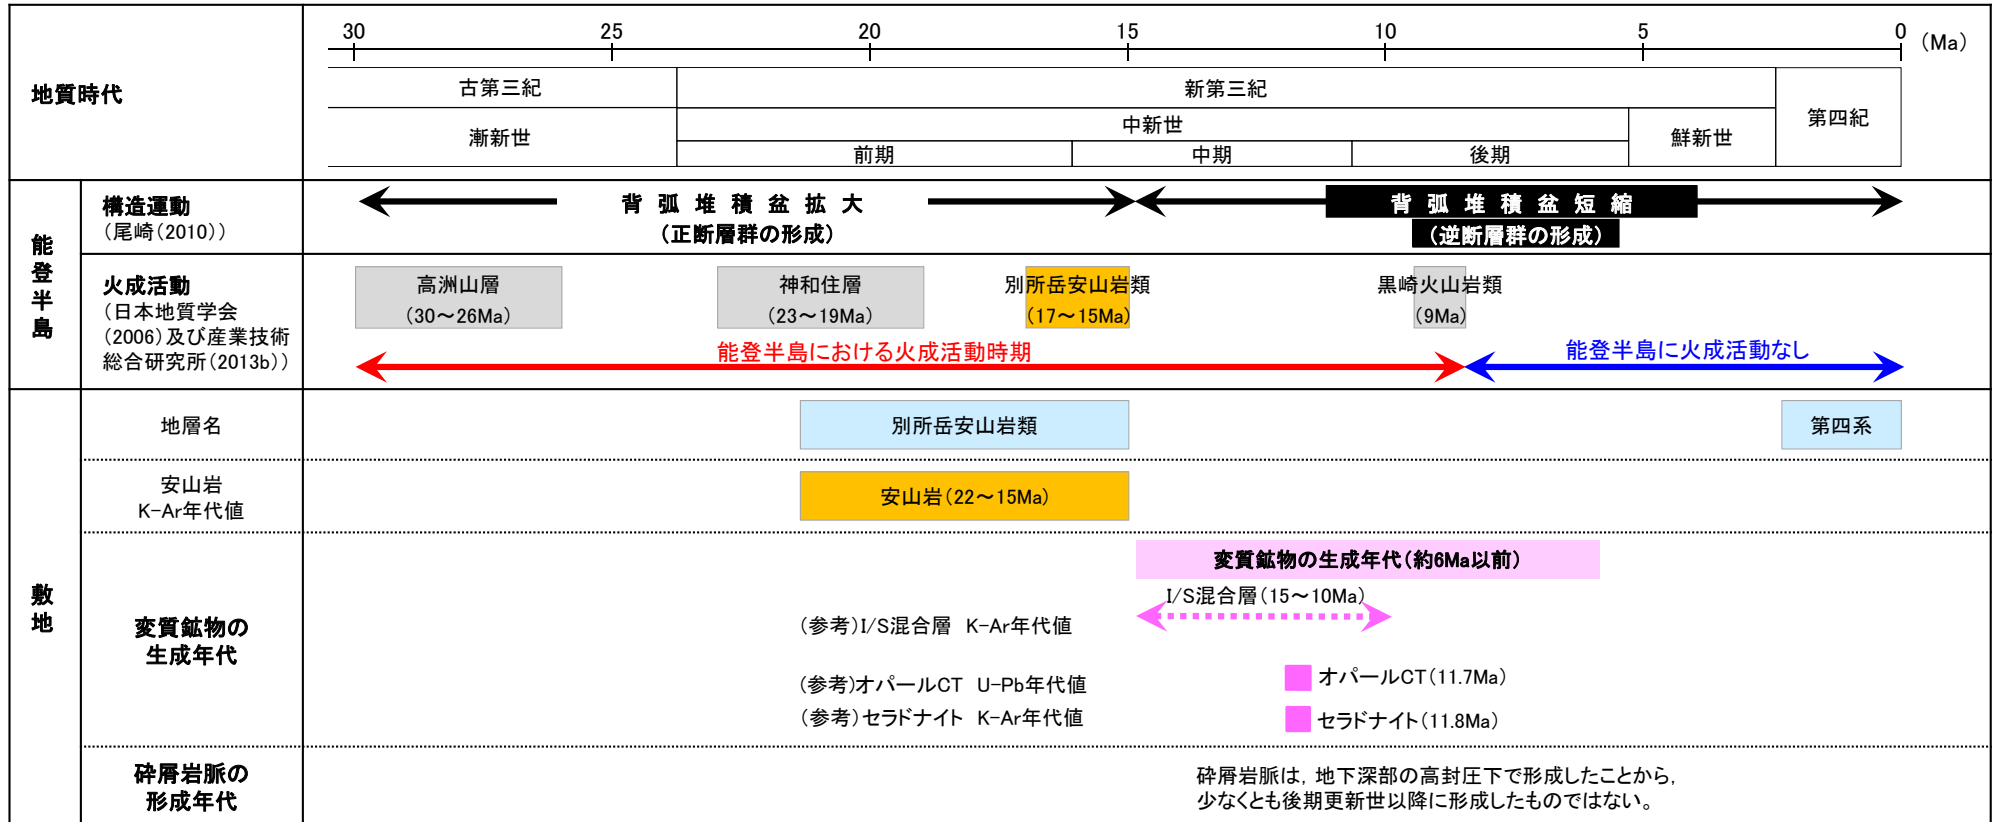 30 25 20 15 10 5 0 (Ma)
地質時代
古第三紀 新第三紀 第四紀
漸新世 中新世 鮮新世
前期 中期 後期
能登半島
構造運動
(尾崎(2010))
背弧堆積盆拡大
(正断層群の形成)
背弧堆積盆短縮
(逆断層群の形成)
火成活動
(日本地質学会
(2006)及び産業技術
総合研究所(2013b))
高洲山層
(30～26Ma)
神和住層
(23～19Ma)
別所岳安山岩類
(17～15Ma)
黒崎火山岩類
(9Ma)
能登半島における火成活動時期
能登半島に火成活動なし
敷地
地層名
別所岳安山岩類
第四系
安山岩
K-Ar年代値
安山岩(22～15Ma)
変質鉱物の
生成年代
変質鉱物の生成年代(約6Ma以前)
I/S混合層(15～10Ma)
(参考)I/S混合層 K-Ar年代値
(参考)オパールCT U-Pb年代値
オパールCT(11.7Ma)
(参考)セラドナイト K-Ar年代値
セラドナイト(11.8Ma)
砕屑岩脈の
形成年代
砕屑岩脈は，地下深部の高封圧下で形成したことから，
少なくとも後期更新世以降に形成したものではない。